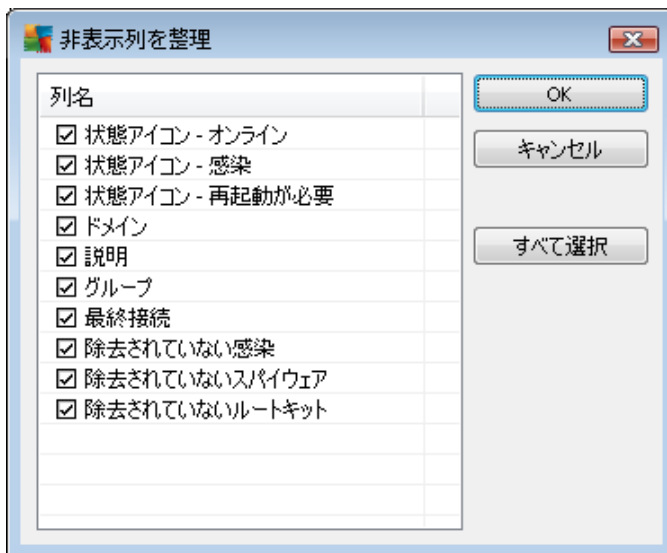 非表示列を整理
列名
状態アイコン - オンライン
状態アイコン - 感染
状態アイコン - 再起動が必要
ドメイン
説明
グループ
最終接続
除去されていない感染
除去されていないスパイウェア
除去されていないルートキット
OK
キャンセル
すべて選択